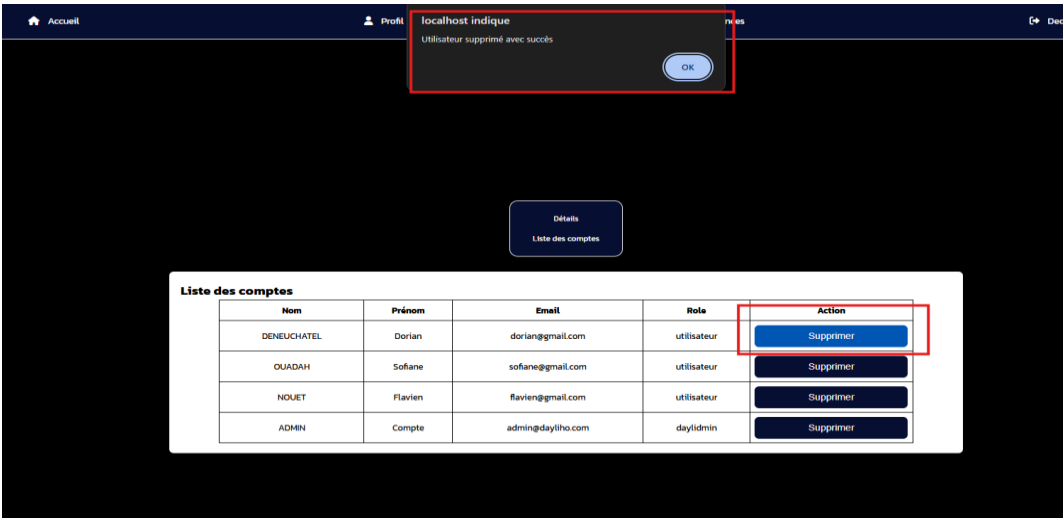 Accueil
Profil
localhost indique
Utilisateur supprimé avec succès
OK
Détails
Liste des comptes
Liste des comptes
Nom Prénom Email Role Action
DENEUCHATEL Dorian dorian@gmail.com utilisateur Supprimer
OUADAH Sofiane sofiane@gmail.com utilisateur Supprimer
NOUET Flavien flavien@gmail.com utilisateur Supprimer
ADMIN Compte admin@dayliho.com daylidmin Supprimer